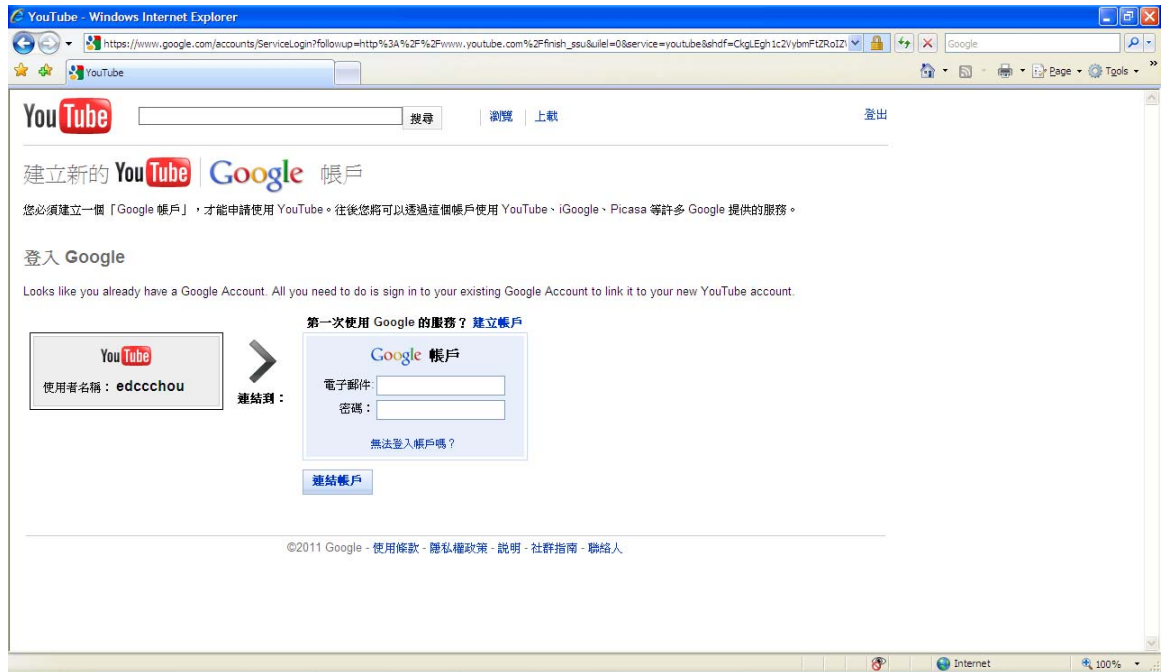 YouTube - Windows Internet Explorer
https://www.google.com/accounts/ServiceLogin?followup=http%3A%2F%2Fwww.youtube.com%2Ffinish_ssu&uilel=0&service=youtube&shdf=CkgLEgh1c2VybmFtZRoIZV
Google
YouTube
Page Tools
YouTube 搜尋 瀏覽 上載 登出
建立新的 YouTube Google 帳戶
您必須建立一個「Google 帳戶」，才能申請使用 YouTube。往後您將可以透過這個帳戶使用 YouTube、iGoogle、Picasa 等許多 Google 提供的服務。
登入 Google
Looks like you already have a Google Account. All you need to do is sign in to your existing Google Account to link it to your new YouTube account.
第一次使用 Google 的服務？ 建立帳戶
YouTube
使用者名稱： edccchou
連結到：
Google 帳戶
電子郵件:
密碼：
無法登入帳戶嗎？
連結帳戶
©2011 Google - 使用條款 - 隱私權政策 - 説明 - 社群指南 - 聯絡人
Internet 100%